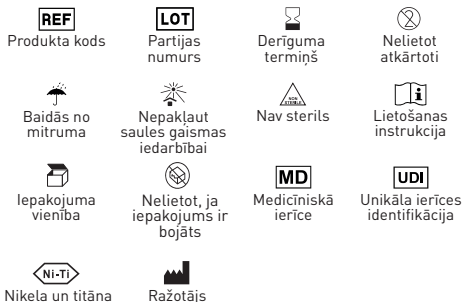 REF
Produkta kods
LOT
Partijas
numurs
Derīguma
termiņš
2
Nelietot
atkārtoti
Baidās no
mitruma
Nepakļaut
saules gaismas
iedarbībai
NON
STERILE
Nav sterils
i
Lietošanas
instrukcija
Iepakojuma
vienība
Nelietot, ja
iepakojums ir
bojāts
MD
Medicīniskā
ierīce
UDI
Unikāla ierīces
identifikācija
Ni-Ti
Nikela un titāna
Ražotājs